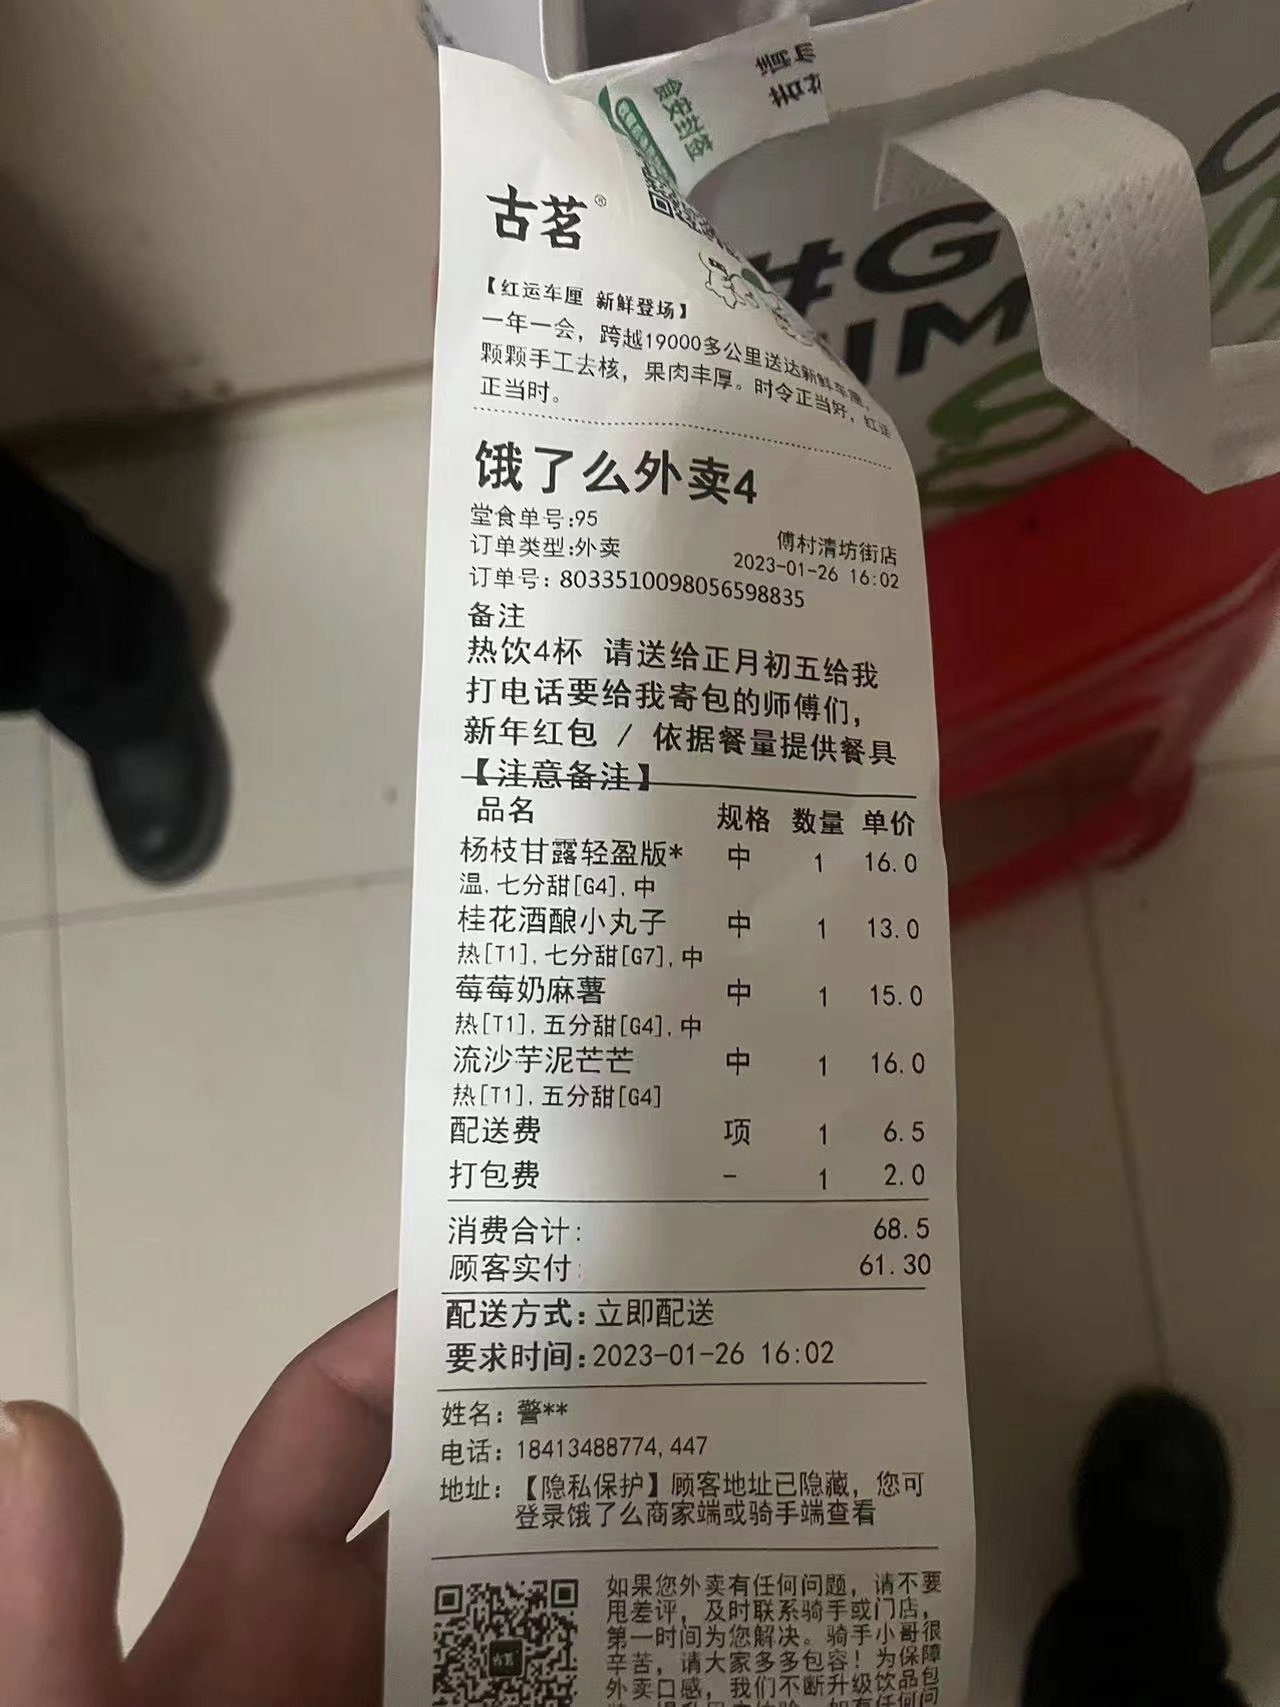 食安封签
请勿
古茗
#G
古茗®
【红运车厘 新鲜登场】
一年一会，跨越19000多公里送达新鲜车厘，
颗颗手工去核，果肉丰厚。时令正当好，红运
正当时。
饿了么外卖4
堂食单号:95
傅村清坊街店
订单类型:外卖
2023-01-26 16:02
订单号: 8033510098056598835
备注
热饮4杯 请送给正月初五给我
打电话要给我寄包的师傅们，
新年红包 / 依据餐量提供餐具
【注意备注】
品名 规格 数量 单价
杨枝甘露轻盈版* 中 1 16.0
温,七分甜[G4],中
桂花酒酿小丸子 中 1 13.0
热[T1],七分甜[G7],中
莓莓奶麻薯 中 1 15.0
热[T1],五分甜[G4],中
流沙芋泥芒芒 中 1 16.0
热[T1],五分甜[G4]
配送费 项 1 6.5
打包费 - 1 2.0
消费合计: 68.5
顾客实付: 61.30
配送方式:立即配送
要求时间:2023-01-26 16:02
姓名: 警**
电话: 18413488774,447
地址: 【隐私保护】顾客地址已隐藏，您可
登录饿了么商家端或骑手端查看
古茗
如果您外卖有任何问题，请不要
甩差评，及时联系骑手或门店，
第一时间为您解决。骑手小哥很
辛苦，请大家多多包容！为保障
外卖口感，我们不断升级饮品包